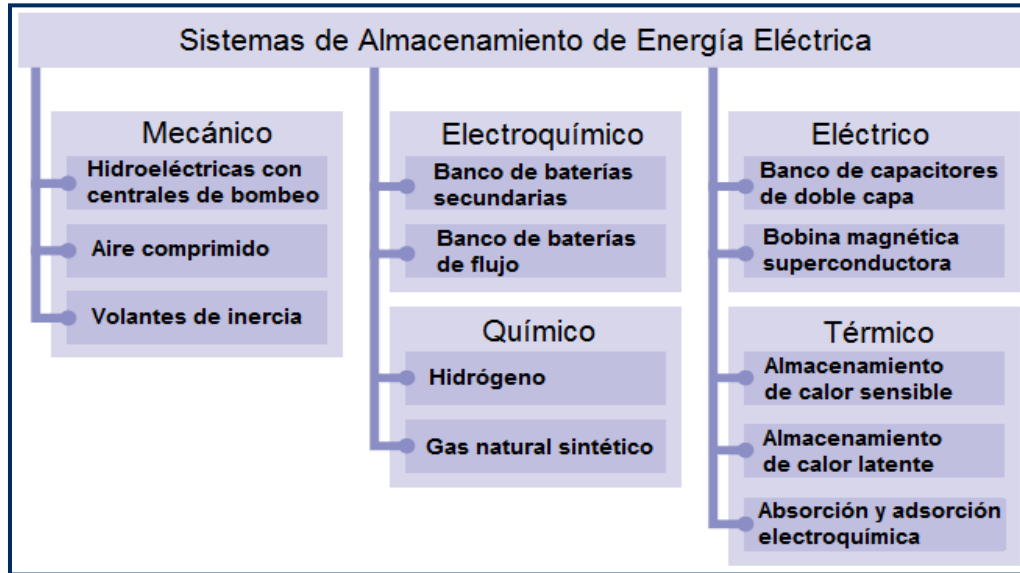 Sistemas de Almacenamiento de Energía Eléctrica
Mecánico
Hidroeléctricas con
centrales de bombeo
Aire comprimido
Volantes de inercia
Electroquímico
Banco de baterías
secundarias
Banco de baterías
de flujo
Químico
Hidrógeno
Gas natural sintético
Eléctrico
Banco de capacitores
de doble capa
Bobina magnética
superconductora
Térmico
Almacenamiento
de calor sensible
Almacenamiento
de calor latente
Absorción y adsorción
electroquímica